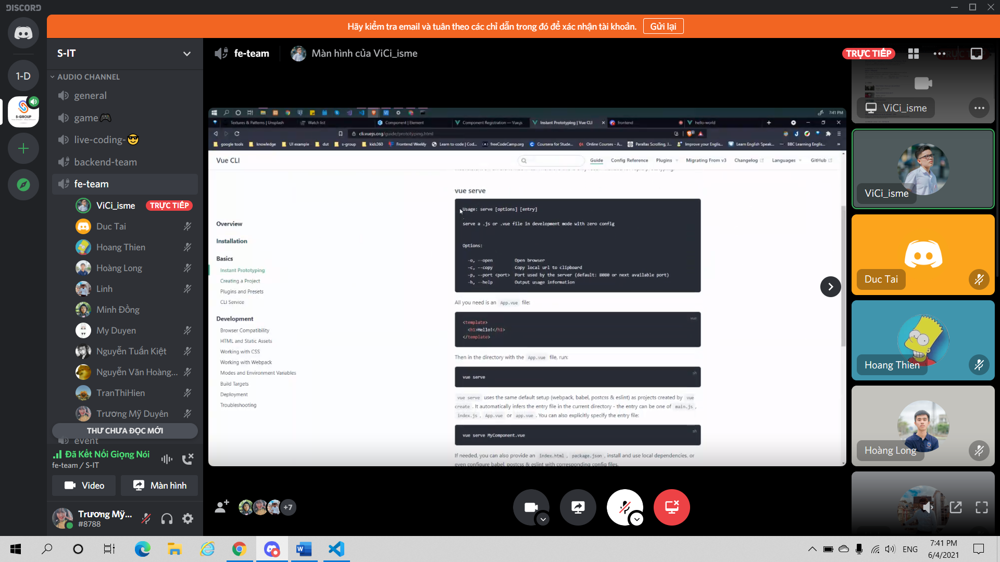 DISCORD
Hãy kiểm tra email và tuân theo các chỉ dẫn trong đó để xác nhận tài khoản.
Gửi lại
S-IT
1-D
S-GROUP
AUDIO CHANNEL
general
game
live-coding-
backend-team
fe-team
ViCi_isme TRỰC TIẾP
Duc Tai
Hoang Thien
Hoàng Long
Linh
Minh Đồng
My Duyen
Nguyễn Tuấn Kiệt
Nguyễn Văn Hoàng...
TranThiHien
Trương Mỹ Duyên
THƯ CHƯA ĐỌC MỚI
event
Đã Kết Nối Giọng Nói
fe-team / S-IT
Video
Màn hình
Trương Mỹ...
#8788
fe-team
Màn hình của ViCi_isme
TRỰC TIẾP
7:41 PM
Textures & Patterns | Unsplash
Watch list
Component | Element
Component Registration — Vue.js
Instant Prototyping | Vue CLI
frontend
hello-world
cli.vuejs.org/guide/prototyping.html
google tools
knowledge
UI example
dut
s-group
kids360
Frontend Weekly
Learn to code | Cod...
freeCodeCamp.org
Coursera for Stude...
Online Courses - A...
Parallax Scrolling, J...
Improve your Englis...
Learn English Speak...
BBC Learning Englis...
Vue CLI
Guide
Config Reference
Plugins
Migrating From v3
Changelog
Languages
GitHub
Overview
Installation
Basics
Instant Prototyping
Creating a Project
Plugins and Presets
CLI Service
Development
Browser Compatibility
HTML and Static Assets
Working with CSS
Working with Webpack
Modes and Environment Variables
Build Targets
Deployment
Troubleshooting
vue serve
Usage: serve [options] [entry]
serve a .js or .vue file in development mode with zero config
Options:
-o, --open Open browser
-c, --copy Copy local url to clipboard
-p, --port <port> Port used by the server (default: 8080 or next available port)
-h, --help Output usage information
All you need is an App.vue file:
vue
<template>
<h1>Hello!</h1>
</template>
Then in the directory with the App.vue file, run:
sh
vue serve
vue serve uses the same default setup (webpack, babel, postcss & eslint) as projects created by vue
create . It automatically infers the entry file in the current directory - the entry can be one of main.js ,
index.js , App.vue or app.vue . You can also explicitly specify the entry file:
sh
vue serve MyComponent.vue
If needed, you can also provide an index.html , package.json , install and use local dependencies, or
even configure babel, postcss & eslint with corresponding config files.
+7
ViCi_isme
ViCi_isme
Duc Tai
Hoang Thien
Hoàng Long
ENG
7:41 PM
6/4/2021